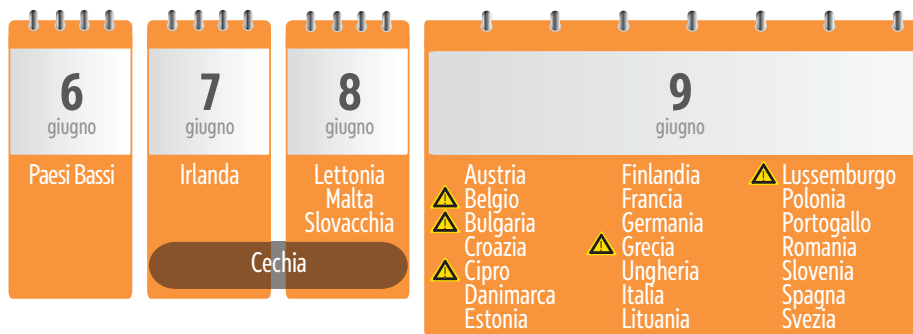 6
giugno
Paesi Bassi
7
giugno
Irlanda
8
giugno
Lettonia
Malta
Slovacchia
Cechia
9
giugno
Austria
Belgio
Bulgaria
Croazia
Cipro
Danimarca
Estonia
Finlandia
Francia
Germania
Grecia
Ungheria
Italia
Lituania
Lussemburgo
Polonia
Portogallo
Romania
Slovenia
Spagna
Svezia